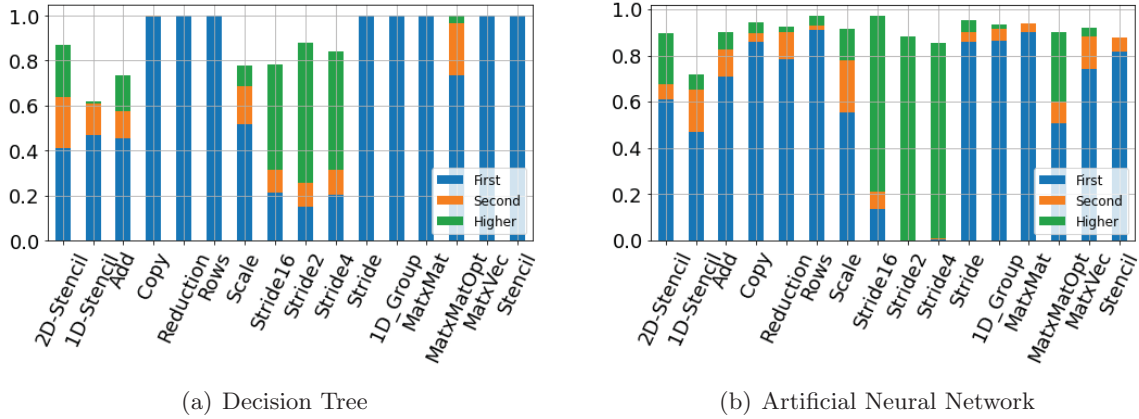 1.0
0.8
0.6
0.4
0.2
0.0
First
Second
Higher
2D-Stencil
1D-Stencil
Add
Copy
Reduction
Rows
Scale
Stride16
Stride2
Stride4
Stride
1D_Group
MatxMat
MatxMatOpt
MatxVec
Stencil
(a) Decision Tree
1.0
0.8
0.6
0.4
0.2
0.0
First
Second
Higher
2D-Stencil
1D-Stencil
Add
Copy
Reduction
Rows
Scale
Stride16
Stride2
Stride4
Stride
1D_Group
MatxMat
MatxMatOpt
MatxVec
Stencil
(b) Artificial Neural Network